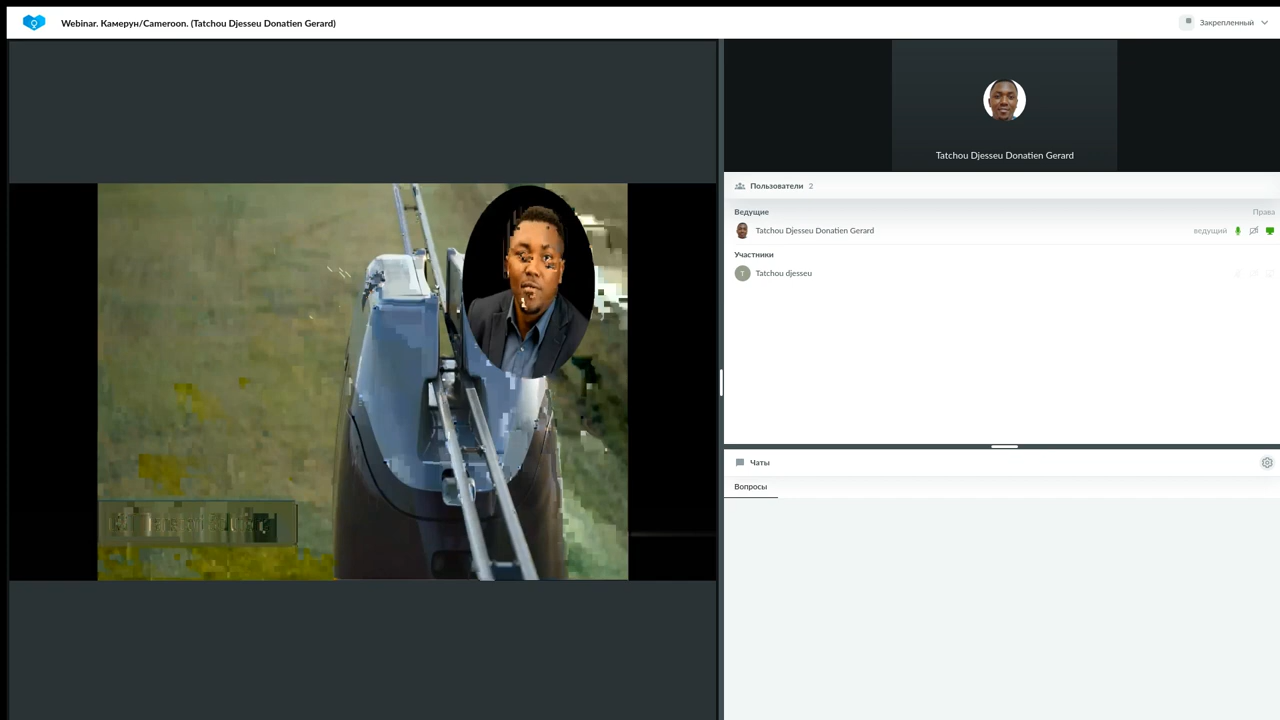 Webinar. Камерун/Cameroon. (Tatchou Djesseu Donatien Gerard)
Закрепленный
Tatchou Djesseu Donatien Gerard
Пользователи 2
Ведущие
Права
Tatchou Djesseu Donatien Gerard
ведущий
Участники
T
Tatchou djesseu
Чаты
Вопросы